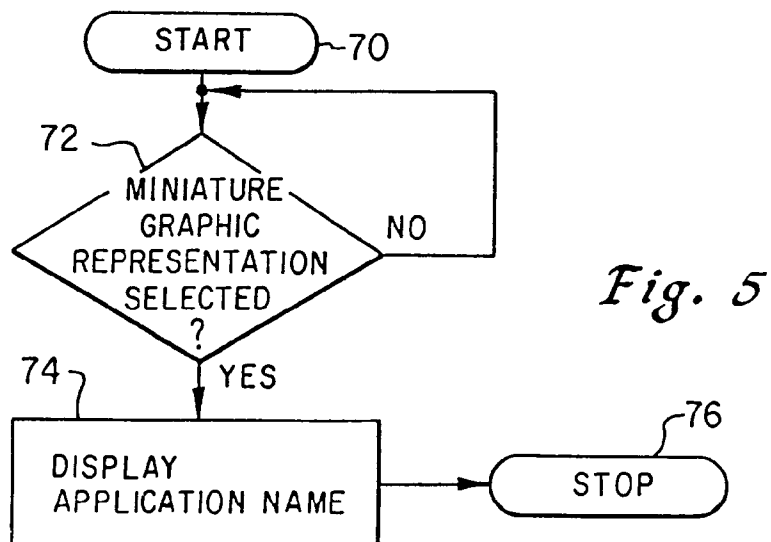 START
70
72
MINIATURE
GRAPHIC
REPRESENTATION
SELECTED
?
NO
Fig. 5
YES
74
DISPLAY
APPLICATION NAME
76
STOP